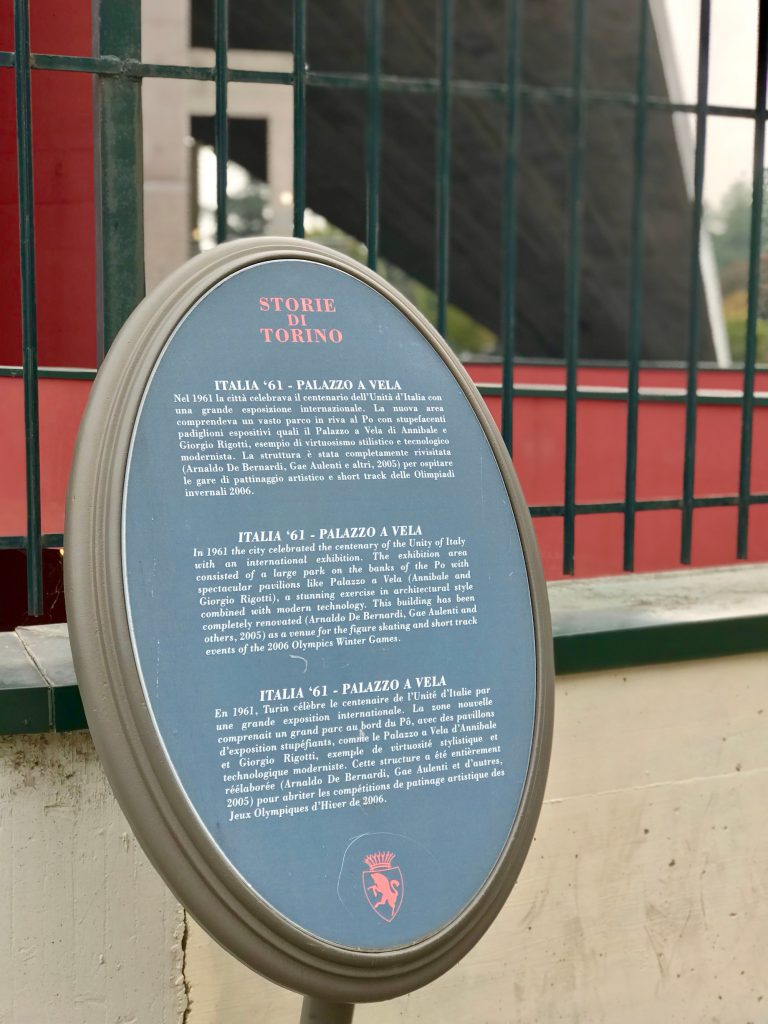 STORIE
DI
TORINO
ITALIA ‘61 - PALAZZO A VELA
Nel 1961 la città celebrava il centenario dell'Unità d'Italia con
una grande esposizione internazionale. La nuova area
comprendeva un vasto parco in riva al Po con stupefacenti
padiglioni espositivi quali il Palazzo a Vela di Annibale e
Giorgio Rigotti, esempio di virtuosismo stilistico e tecnologico
modernista. La struttura è stata completamente rivisitata
(Arnaldo De Bernardi, Gae Aulenti e altri, 2005) per ospitare
le gare di pattinaggio artistico e short track delle Olimpiadi
invernali 2006.
ITALIA ‘61 - PALAZZO A VELA
In 1961 the city celebrated the centenary of the Unity of Italy
with an international exhibition. The exhibition area
consisted of a large park on the banks of the Po with
spectacular pavilions like Palazzo a Vela (Annibale and
Giorgio Rigotti), a stunning exercise in architectural style
combined with modern technology. This building has been
completely renovated (Arnaldo De Bernardi, Gae Aulenti and
others, 2005) as a venue for the figure skating and short track
events of the 2006 Olympics Winter Games.
ITALIA ‘61 - PALAZZO A VELA
En 1961, Turin célèbre le centenaire de l'Unité d'Italie par
une grande exposition internationale. La zone nouvelle
comprenait un grand parc au bord du Pô, avec des pavillons
d'exposition stupéfiants, comme le Palazzo a Vela d'Annibale
et Giorgio Rigotti, exemple de virtuosité stylistique et
technologique moderniste. Cette structure a été entièrement
réélaborée (Arnaldo De Bernardi, Gae Aulenti et d'autres,
2005) pour abriter les compétitions de patinage artistique des
Jeux Olympiques d'Hiver de 2006.